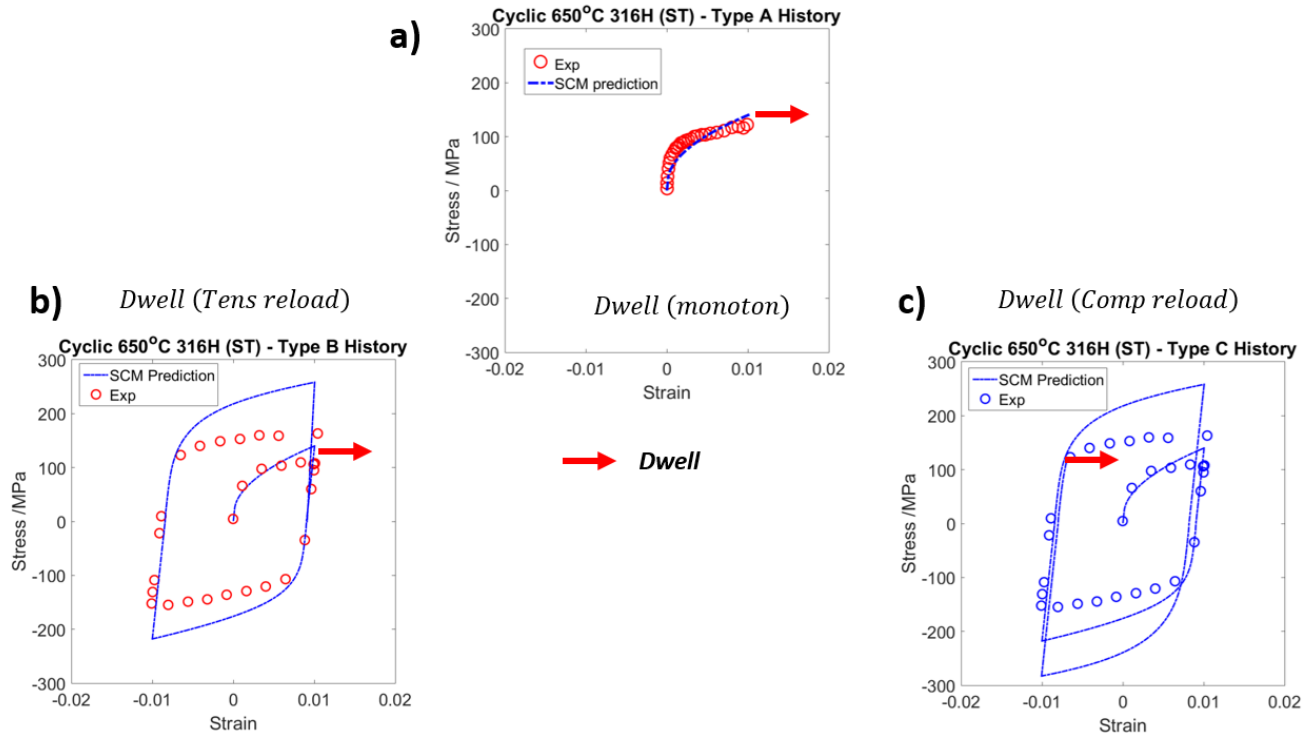 a)
Cyclic 650°C 316H (ST) - Type A History
300
200
100
0
-100
-200
-300
Stress / MPa
Exp
SCM prediction
Dwell (monoton)
-0.02
-0.01
0
0.01
0.02
Strain
b)
Dwell (Tens reload)
Cyclic 650°C 316H (ST) - Type B History
300
200
100
0
-100
-200
-300
Stress /MPa
SCM Prediction
Exp
-0.02
-0.01
0
0.01
0.02
Strain
Dwell
c)
Dwell (Comp reload)
Cyclic 650°C 316H (ST) - Type C History
300
200
100
0
-100
-200
-300
Stress / MPa
SCM Prediction
Exp
-0.02
-0.01
0
0.01
0.02
Strain